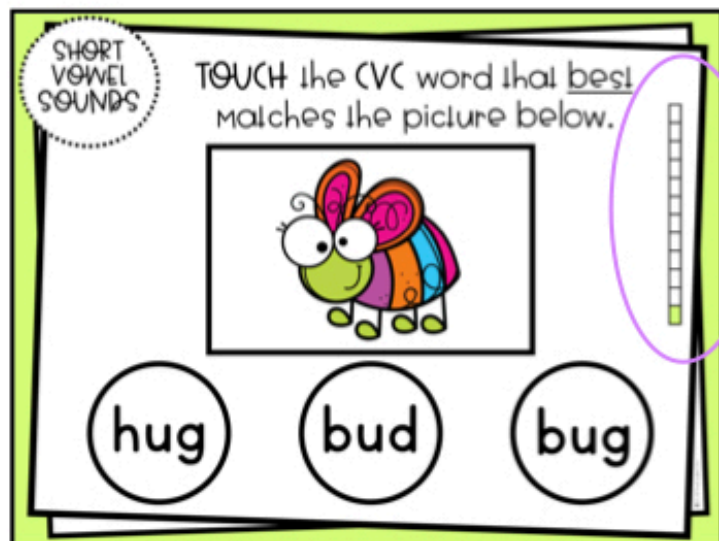 SHORT
VOWEL
SOUNDS
TOUCH the CVC word that best
matches the picture below.
hug
bud
bug